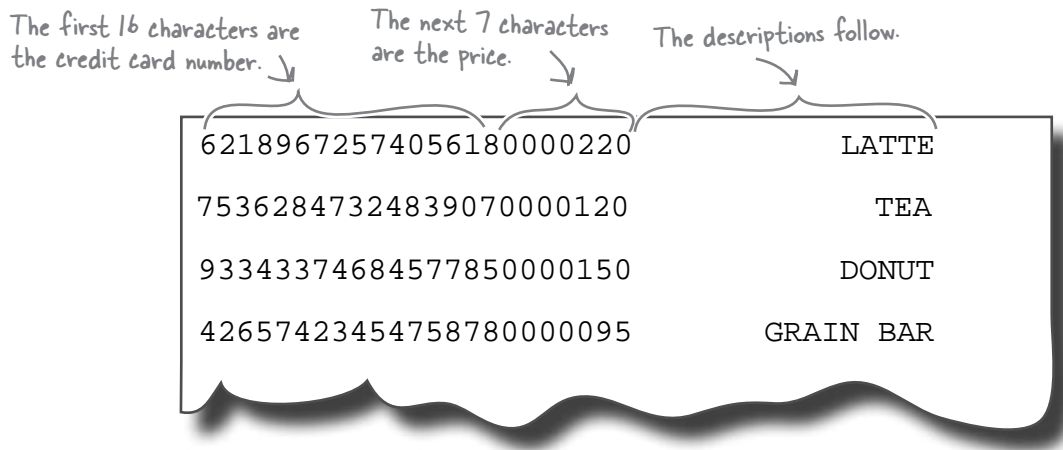 The first 16 characters are
the credit card number.
The next 7 characters
are the price.
The descriptions follow.
62189672574056180000220 LATTE
75362847324839070000120 TEA
93343374684577850000150 DONUT
42657423454758780000095 GRAIN BAR